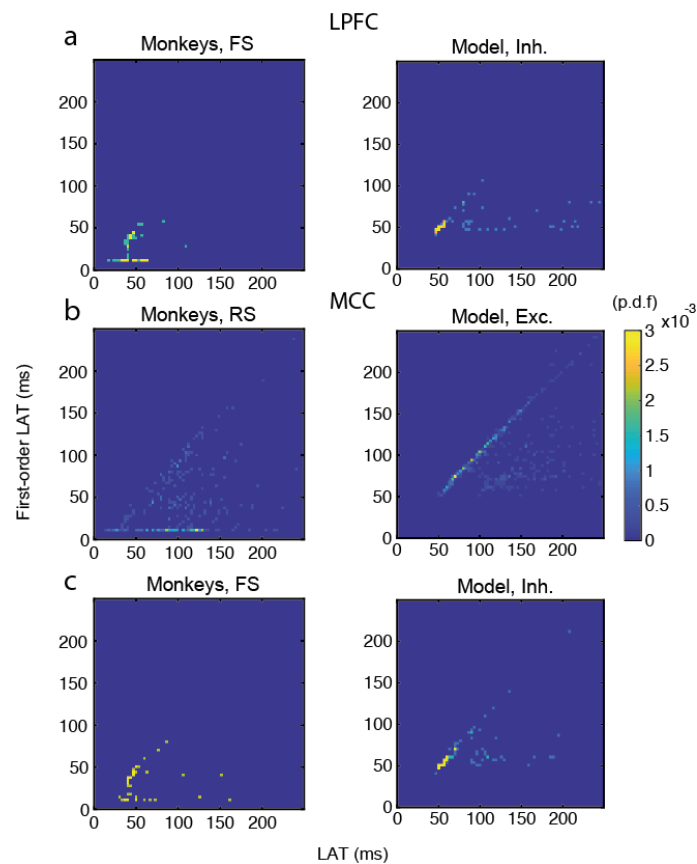 LPFC
a
Monkeys, FS
Model, Inh.
200
150
100
50
0
0 50 100 150 200
200
150
100
50
0
0 50 100 150 200
MCC
b
Monkeys, RS
Model, Exc.
(p.d.f)
x10⁻³
3
2.5
2
1.5
1
0.5
0
First-order LAT (ms)
200
150
100
50
0
0 50 100 150 200
200
150
100
50
0
0 50 100 150 200
c
Monkeys, FS
Model, Inh.
200
150
100
50
0
0 50 100 150 200
200
150
100
50
0
0 50 100 150 200
LAT (ms)